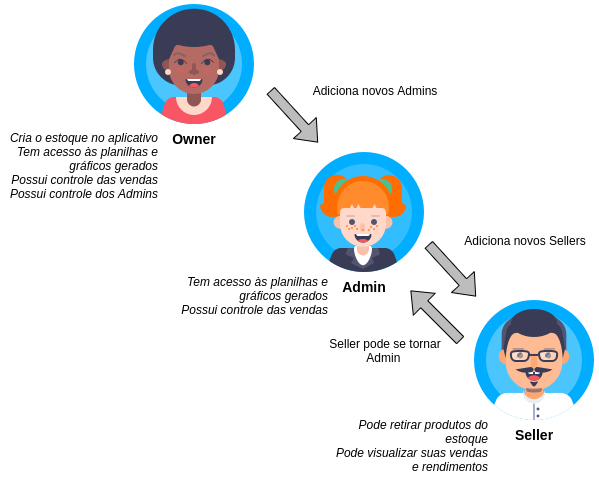 Adiciona novos Admins
Owner
Cria o estoque no aplicativo
Tem acesso às planilhas e
gráficos gerados
Possui controle das vendas
Possui controle dos Admins
Adiciona novos Sellers
Admin
Tem acesso às planilhas e
gráficos gerados
Possui controle das vendas
Seller pode se tornar
Admin
Seller
Pode retirar produtos do
estoque
Pode visualizar suas vendas
e rendimentos